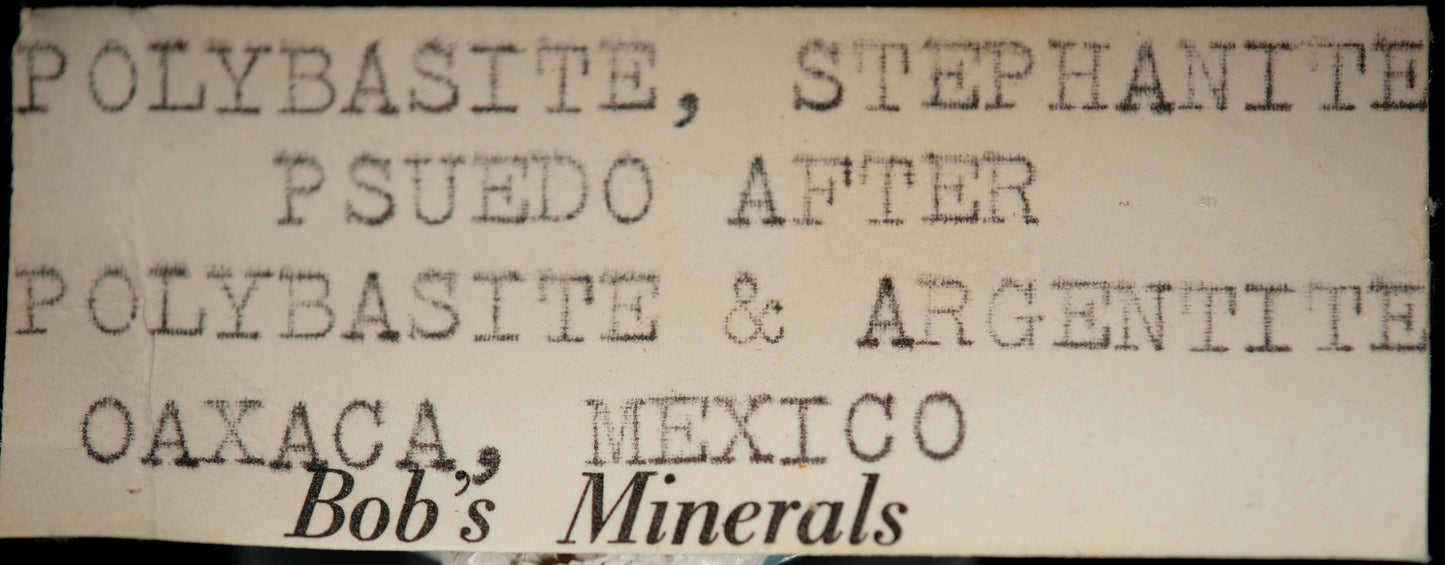 POLYBASITE, STEPHANITE
PSUEDO AFTER
POLYBASITE & ARGENTITE
OAXACA, MEXICO
Bob's Minerals